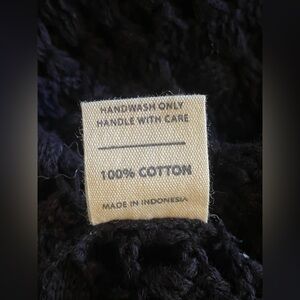 HANDWASH ONLY
HANDLE WITH CARE
100% COTTON
MADE IN INDONESIA